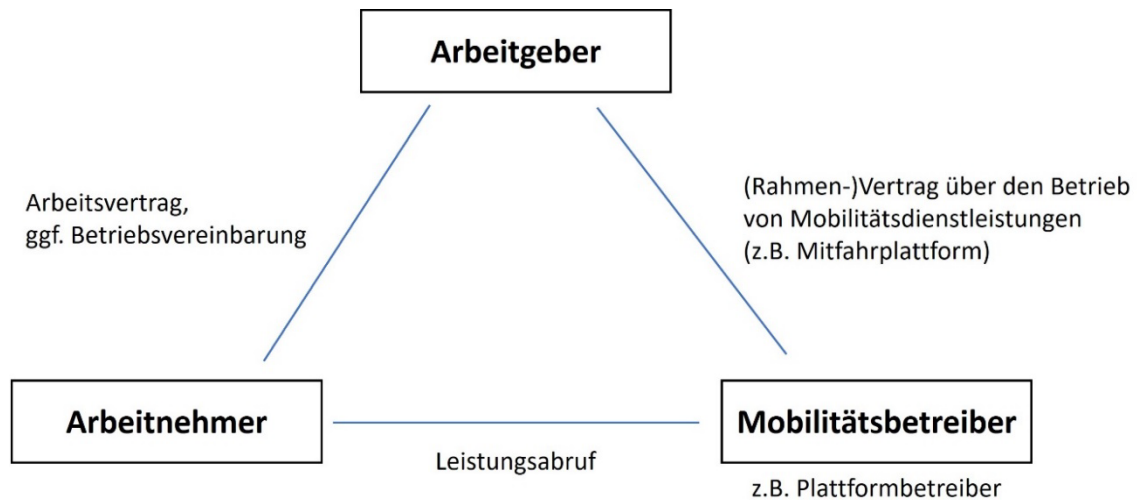 Arbeitgeber
Arbeitsvertrag,
ggf. Betriebsvereinbarung
(Rahmen-)Vertrag über den Betrieb
von Mobilitätsdienstleistungen
(z.B. Mitfahrplattform)
Arbeitnehmer
Leistungsabruf
Mobilitätsbetreiber
z.B. Plattformbetreiber